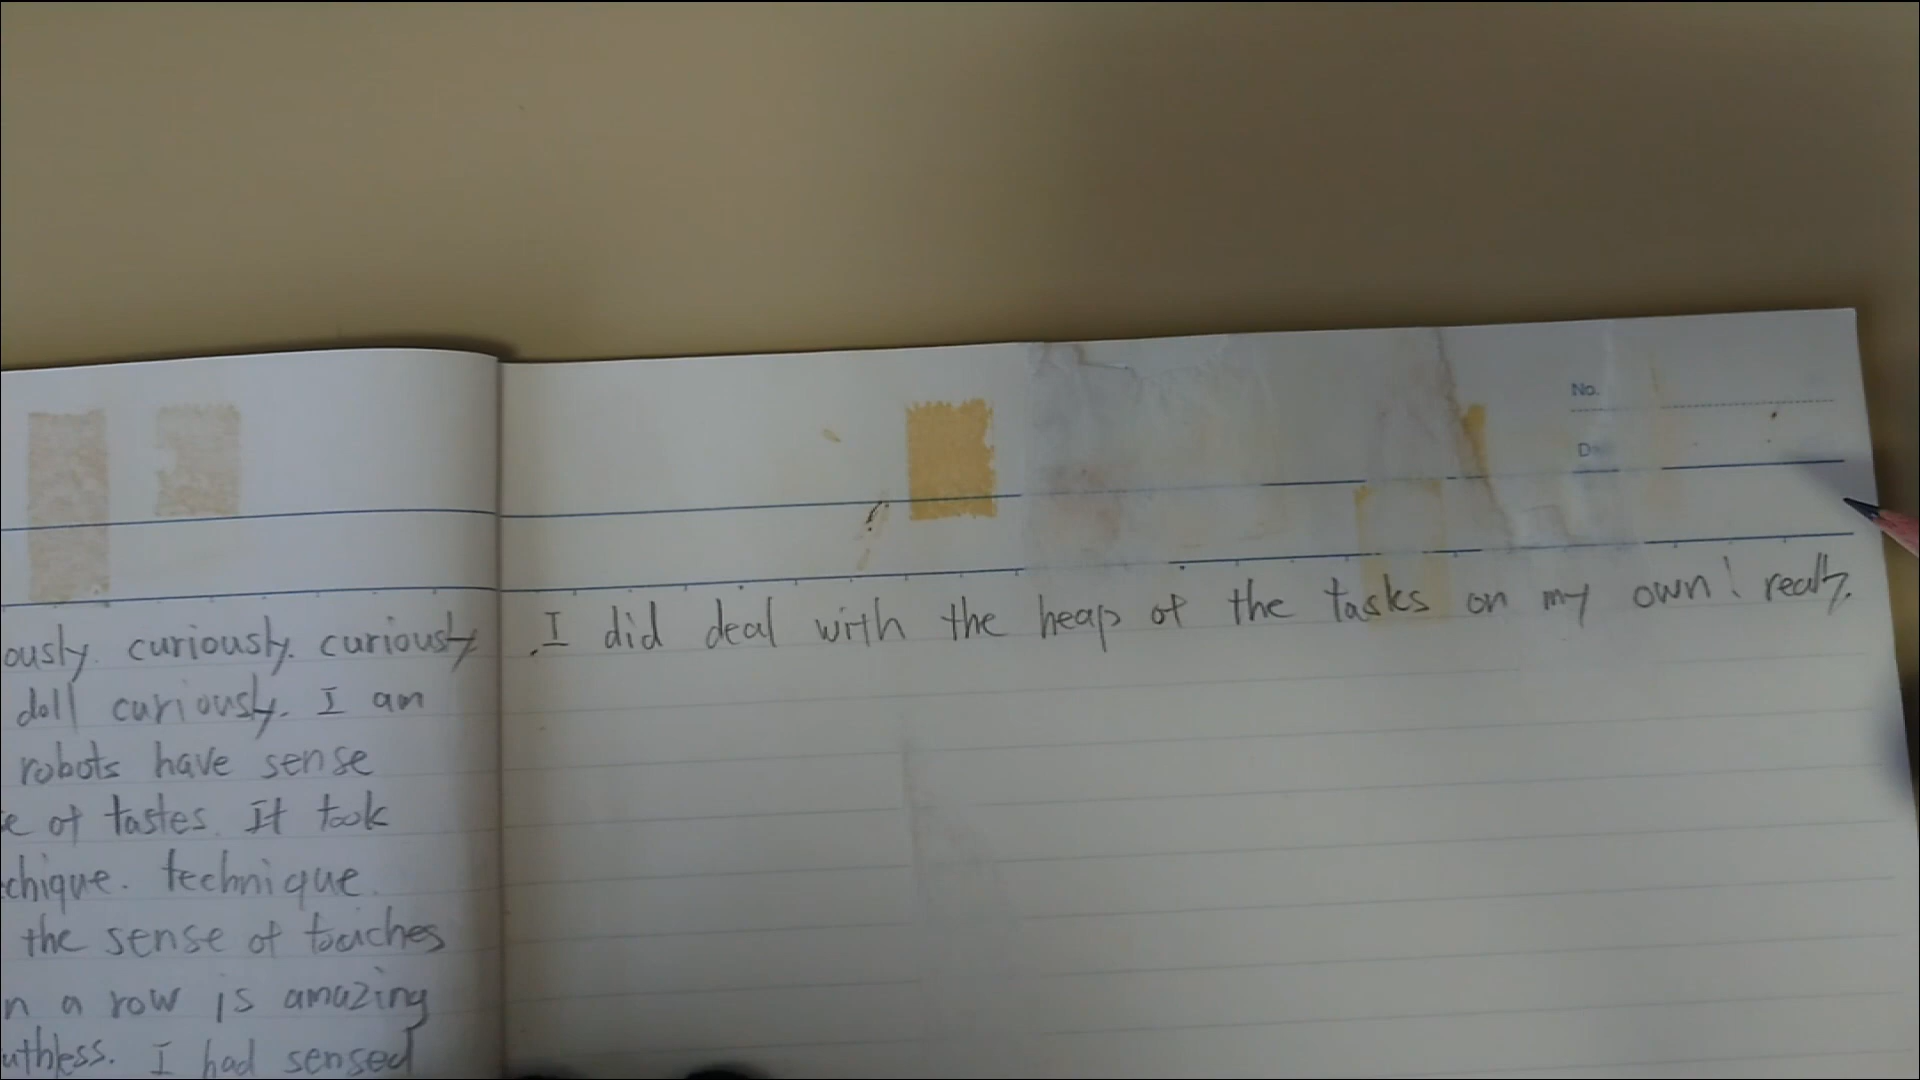 ously. curiously. curiously
doll curiously. I am
robots have sense
e of tastes. It took
chique. technique.
the sense of touches
n a row is amazing
uthless. I had sensed
No.
D
.I did deal with the heap of the tasks on my own! really.